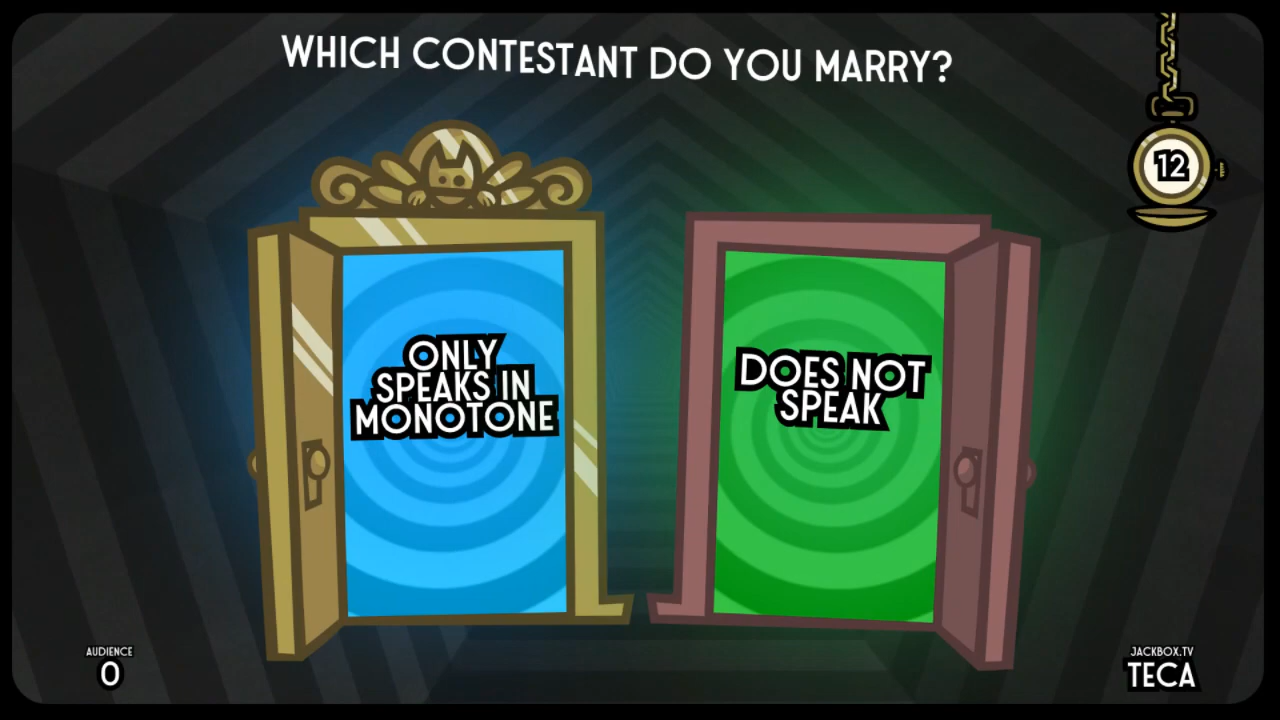 WHICH CONTESTANT DO YOU MARRY?
12
ONLY
SPEAKS IN
MONOTONE
DOES NOT
SPEAK
AUDIENCE
0
JACKBOX.TV
TECA